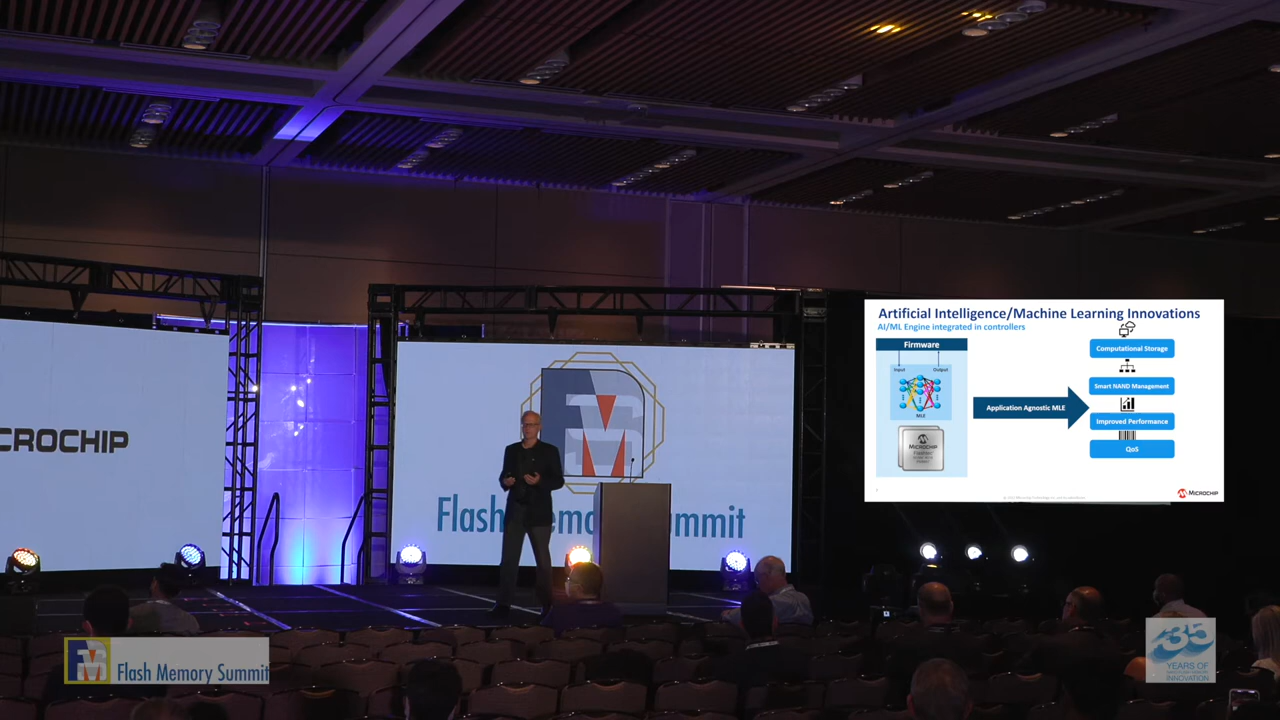 CROCHIP
FM
Flash Memory Summit
Artificial Intelligence/Machine Learning Innovations
AI/ML Engine integrated in controllers
Firmware
Input
Output
MLE
MICROCHIP
Application Agnostic MLE
Computational Storage
Smart NAND Management
Improved Performance
QoS
MICROCHIP
Flash Memory Summit
35
YEARS OF
INNOVATION